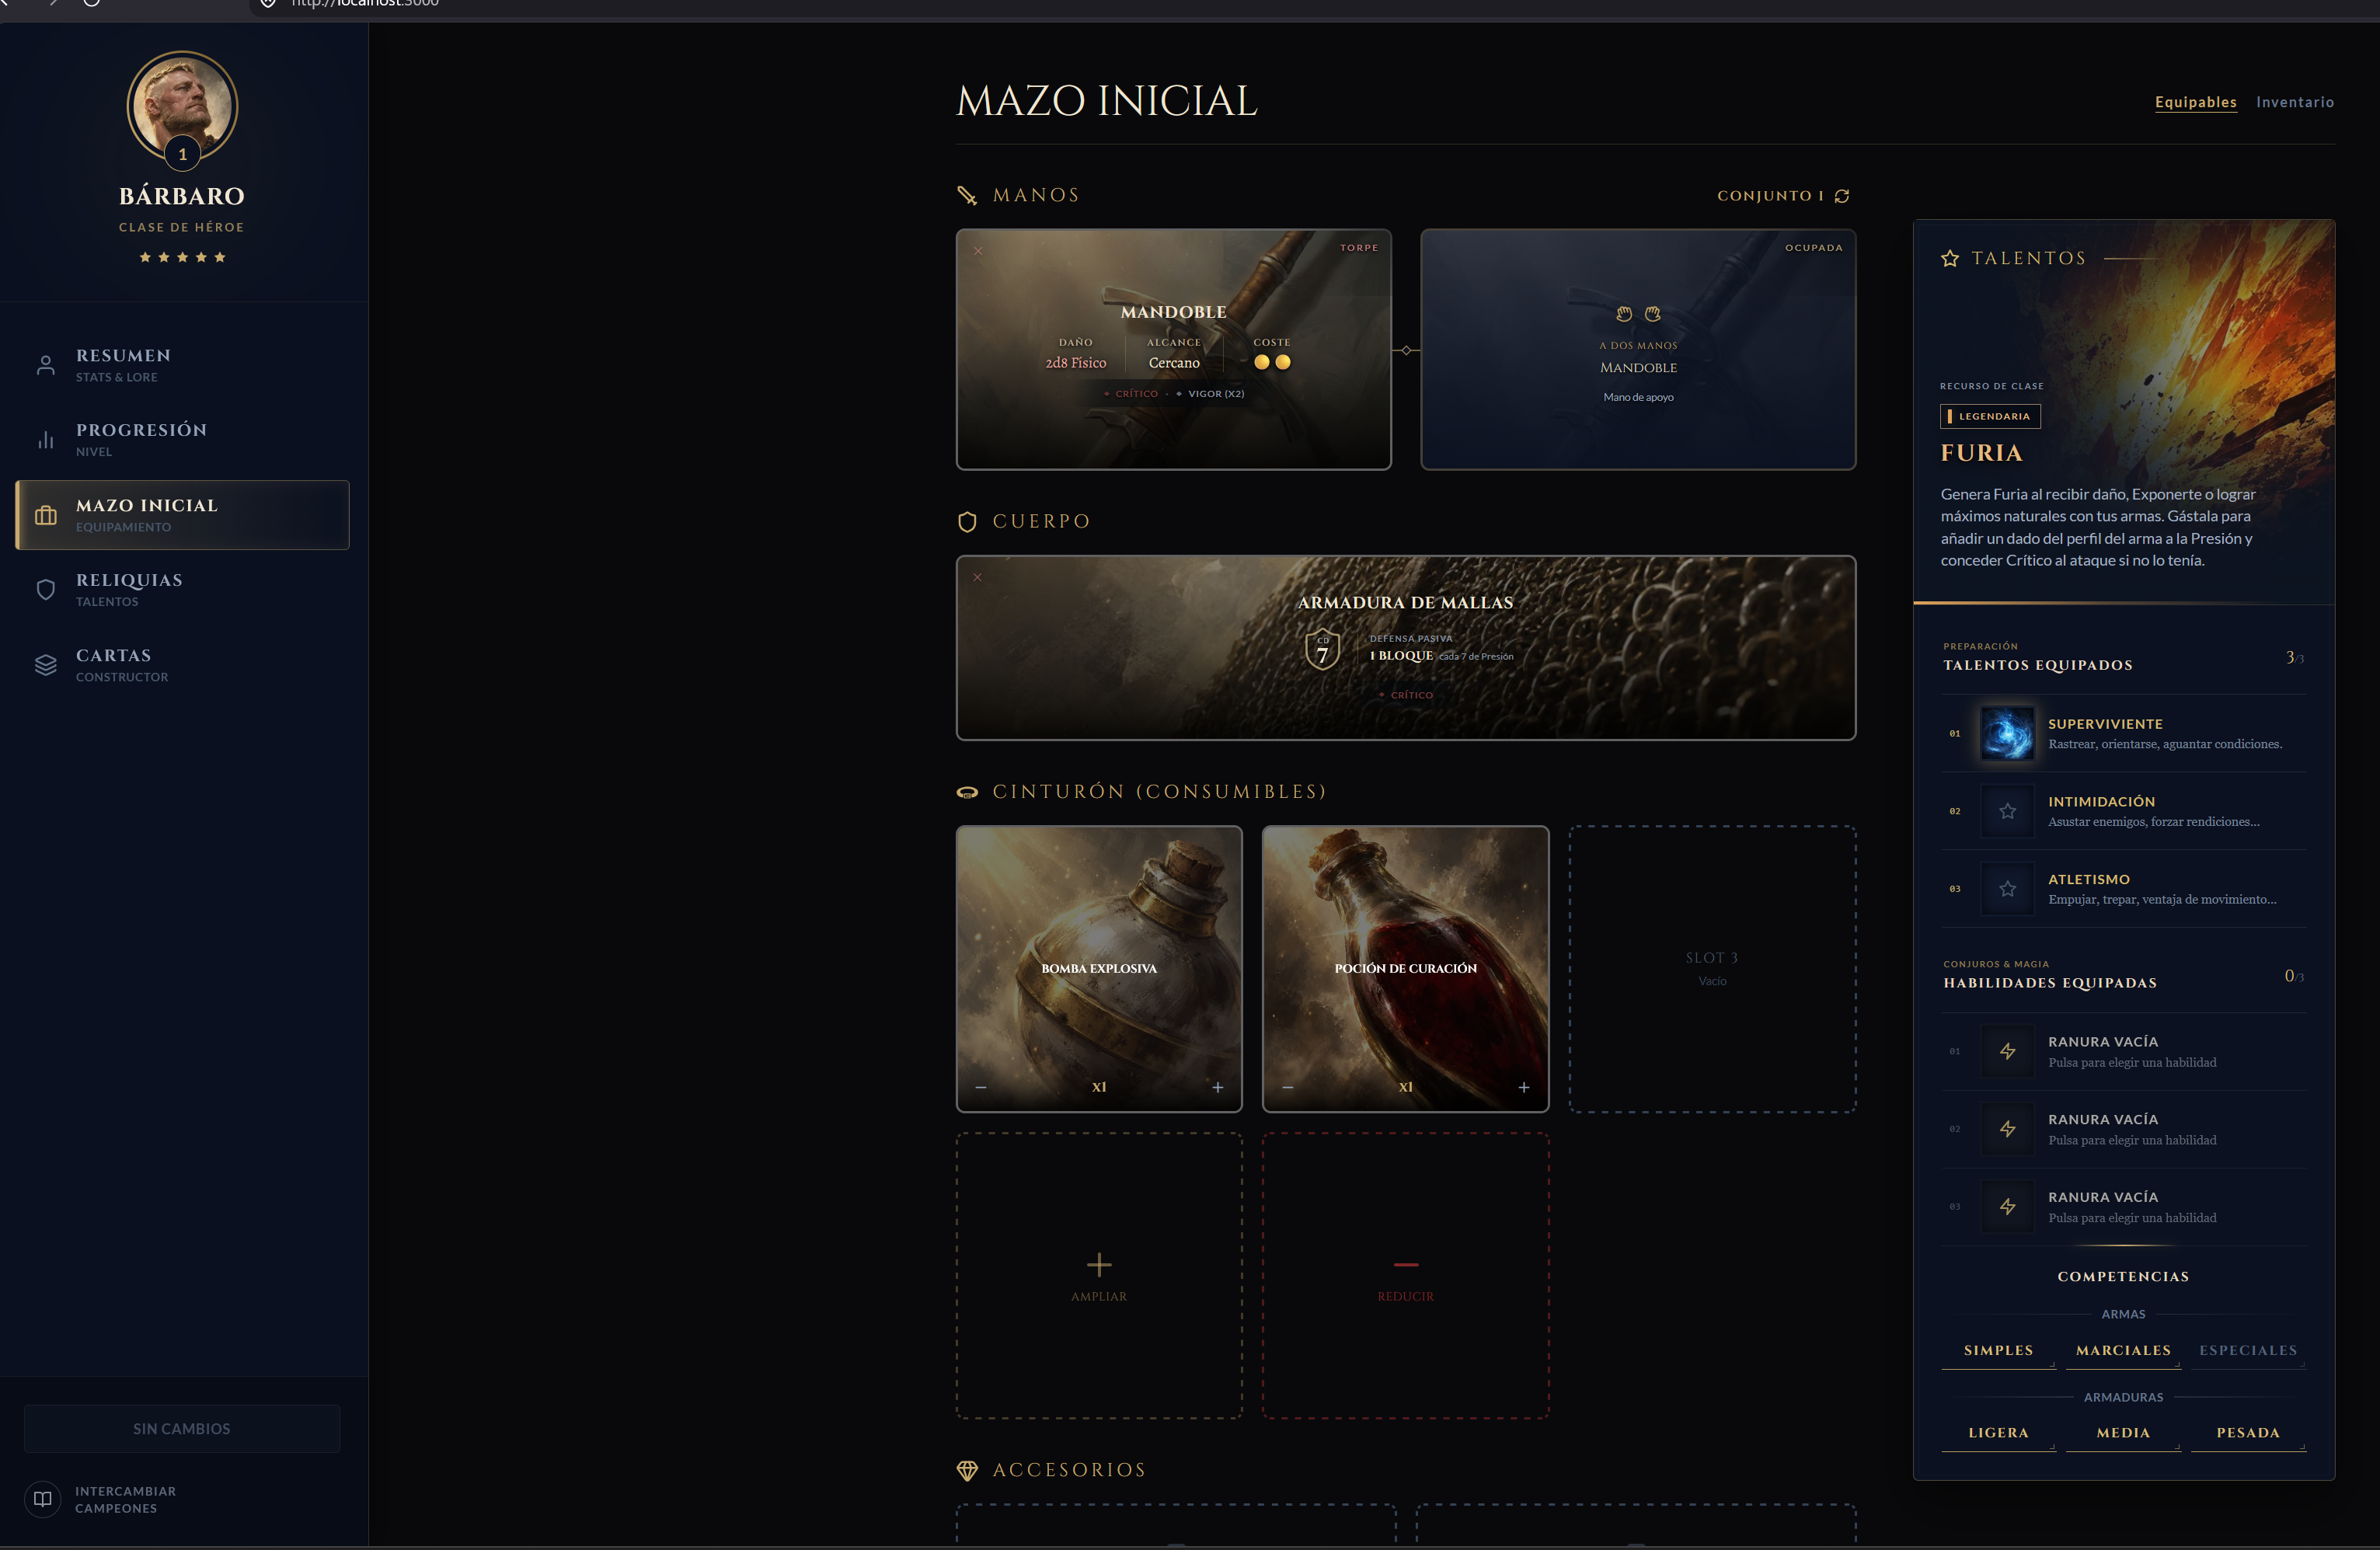 http://localhost:3000
1
BÁRBARO
CLASE DE HÉROE
RESUMEN
STATS & LORE
PROGRESIÓN
NIVEL
MAZO INICIAL
EQUIPAMIENTO
RELIQUIAS
TALENTOS
CARTAS
CONSTRUCTOR
SIN CAMBIOS
INTERCAMBIAR
CAMPEONES
MAZO INICIAL
Equipables Inventario
MANOS
CONJUNTO 1
TORPE
MANDOBLE
DAÑO ALCANCE COSTE
2d8 Físico Cercano
CRÍTICO · VIGOR (X2)
OCUPADA
A DOS MANOS
MANDOBLE
Mano de apoyo
CUERPO
ARMADURA DE MALLAS
CD
7
DEFENSA PASIVA
1 BLOQUE cada 7 de Presión
CRÍTICO
CINTURÓN (CONSUMIBLES)
BOMBA EXPLOSIVA
X1
POCIÓN DE CURACIÓN
X1
SLOT 3
Vacío
AMPLIAR
REDUCIR
ACCESORIOS
TALENTOS
RECURSO DE CLASE
LEGENDARIA
FURIA
Genera Furia al recibir daño, Exponerte o lograr
máximos naturales con tus armas. Gástala para
añadir un dado del perfil del arma a la Presión y
conceder Crítico al ataque si no lo tenía.
PREPARACIÓN
TALENTOS EQUIPADOS
3/3
01
SUPERVIVIENTE
Rastrear, orientarse, aguantar condiciones.
02
INTIMIDACIÓN
Asustar enemigos, forzar rendiciones...
03
ATLETISMO
Empujar, trepar, ventaja de movimiento...
CONJUROS & MAGIA
HABILIDADES EQUIPADAS
0/3
01
RANURA VACÍA
Pulsa para elegir una habilidad
02
RANURA VACÍA
Pulsa para elegir una habilidad
03
RANURA VACÍA
Pulsa para elegir una habilidad
COMPETENCIAS
ARMAS
SIMPLES MARCIALES ESPECIALES
ARMADURAS
LIGERA MEDIA PESADA